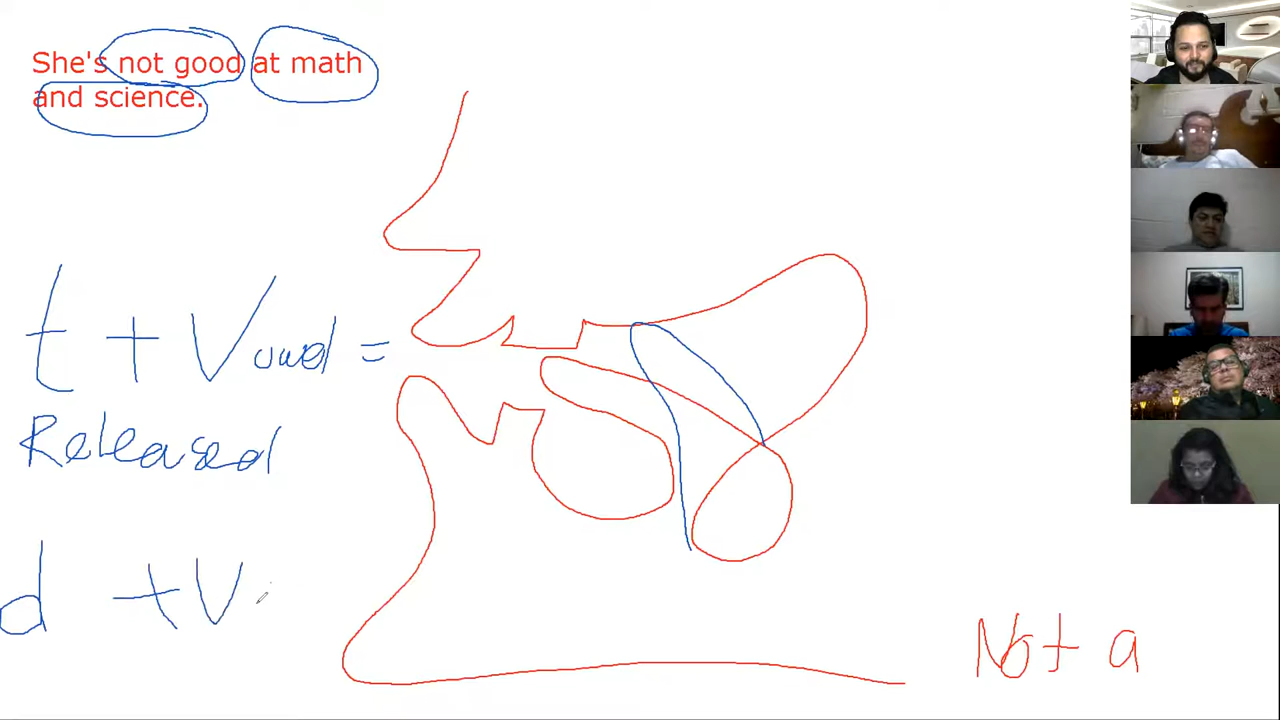 She's not good at math
and science.
t + Vowel =
Released
d + V
Not a